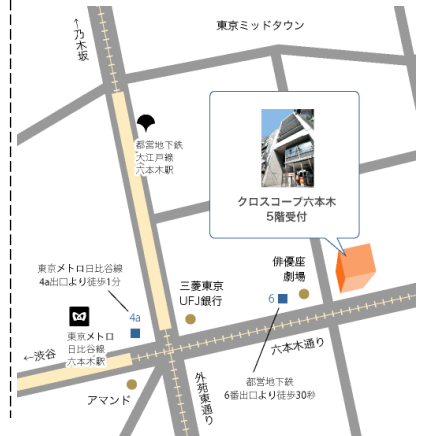 東京ミッドタウン
←乃木坂
都営地下鉄
大江戸線
六本木駅
クロスコープ六本木
5階受付
俳優座
劇場
東京メトロ日比谷線
4a出口より徒歩1分
三菱東京
UFJ銀行
4a
6
東京メトロ
日比谷線
六本木駅
←渋谷
六本木通り
アマンド
外苑東通り
都営地下鉄
6番出口より徒歩30秒